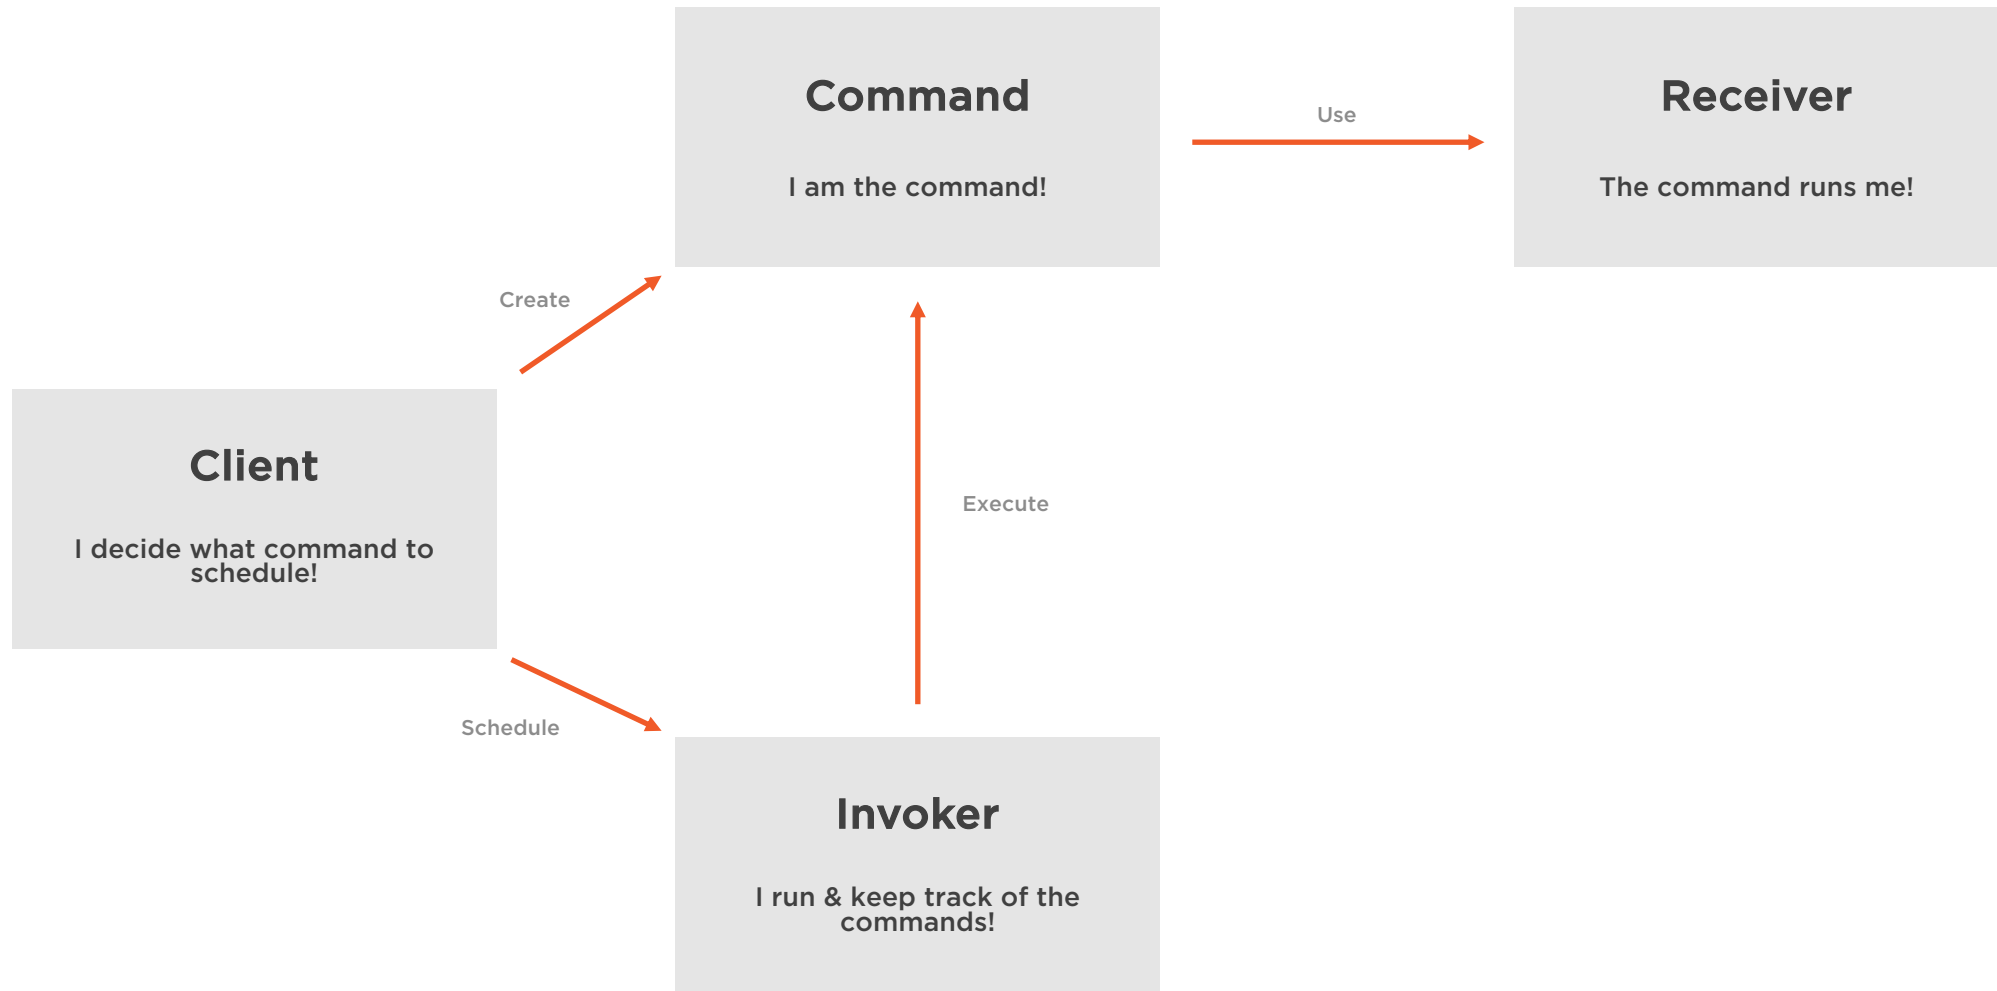 Command
I am the command!
Use
Receiver
The command runs me!
Create
Client
I decide what command to
schedule!
Execute
Schedule
Invoker
I run & keep track of the
commands!